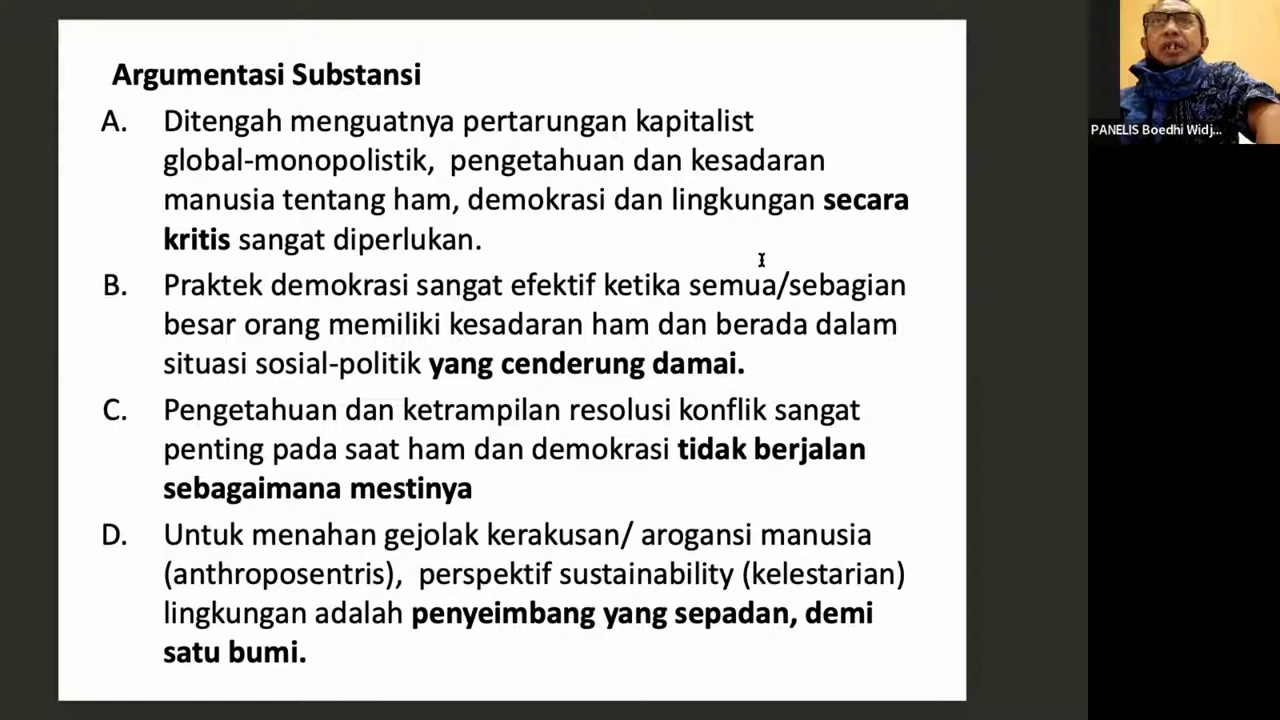 Argumentasi Substansi
A. Ditengah menguatnya pertarungan kapitalist
global-monopolistik, pengetahuan dan kesadaran
manusia tentang ham, demokrasi dan lingkungan secara
kritis sangat diperlukan.
B. Praktek demokrasi sangat efektif ketika semua/sebagian
besar orang memiliki kesadaran ham dan berada dalam
situasi sosial-politik yang cenderung damai.
C. Pengetahuan dan ketrampilan resolusi konflik sangat
penting pada saat ham dan demokrasi tidak berjalan
sebagaimana mestinya
D. Untuk menahan gejolak kerakusan/ arogansi manusia
(anthroposentris), perspektif sustainability (kelestarian)
lingkungan adalah penyeimbang yang sepadan, demi
satu bumi.
PANELIS Boedhi Widj...